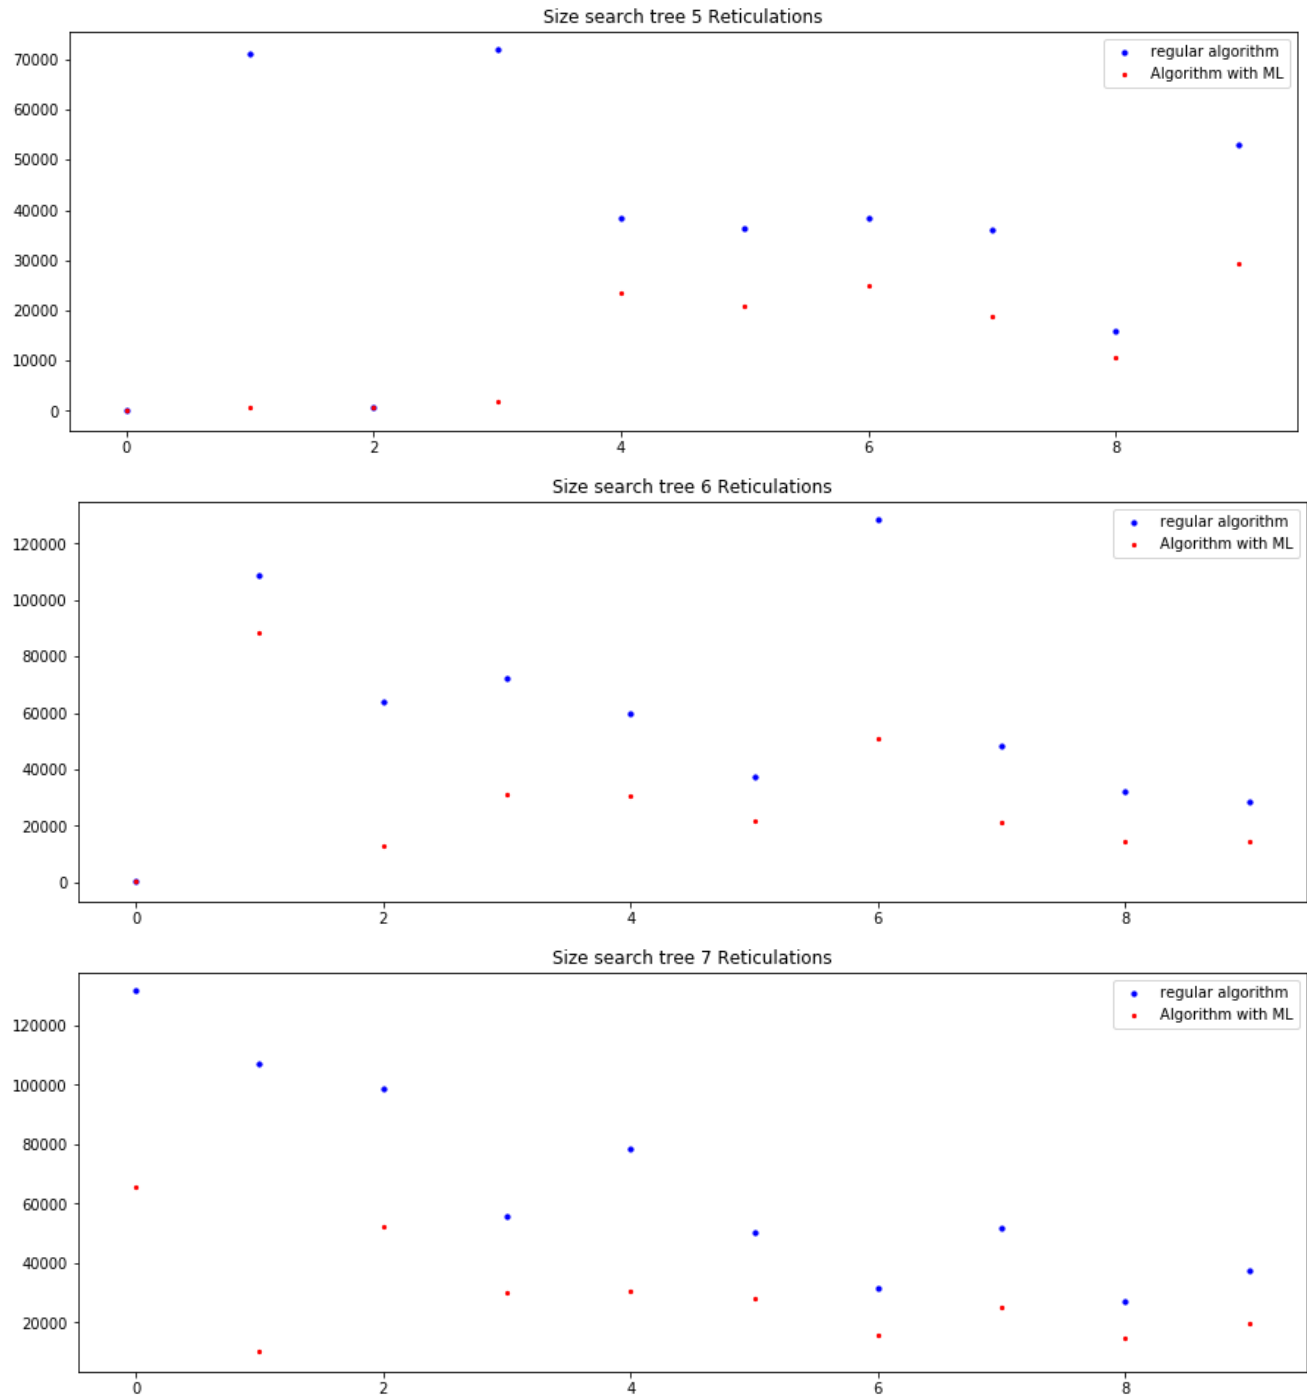 Size search tree 5 Reticulations
regular algorithm
Algorithm with ML
70000
60000
50000
40000
30000
20000
10000
0
0 2 4 6 8
Size search tree 6 Reticulations
regular algorithm
Algorithm with ML
120000
100000
80000
60000
40000
20000
0
0 2 4 6 8
Size search tree 7 Reticulations
regular algorithm
Algorithm with ML
120000
100000
80000
60000
40000
20000
0 2 4 6 8